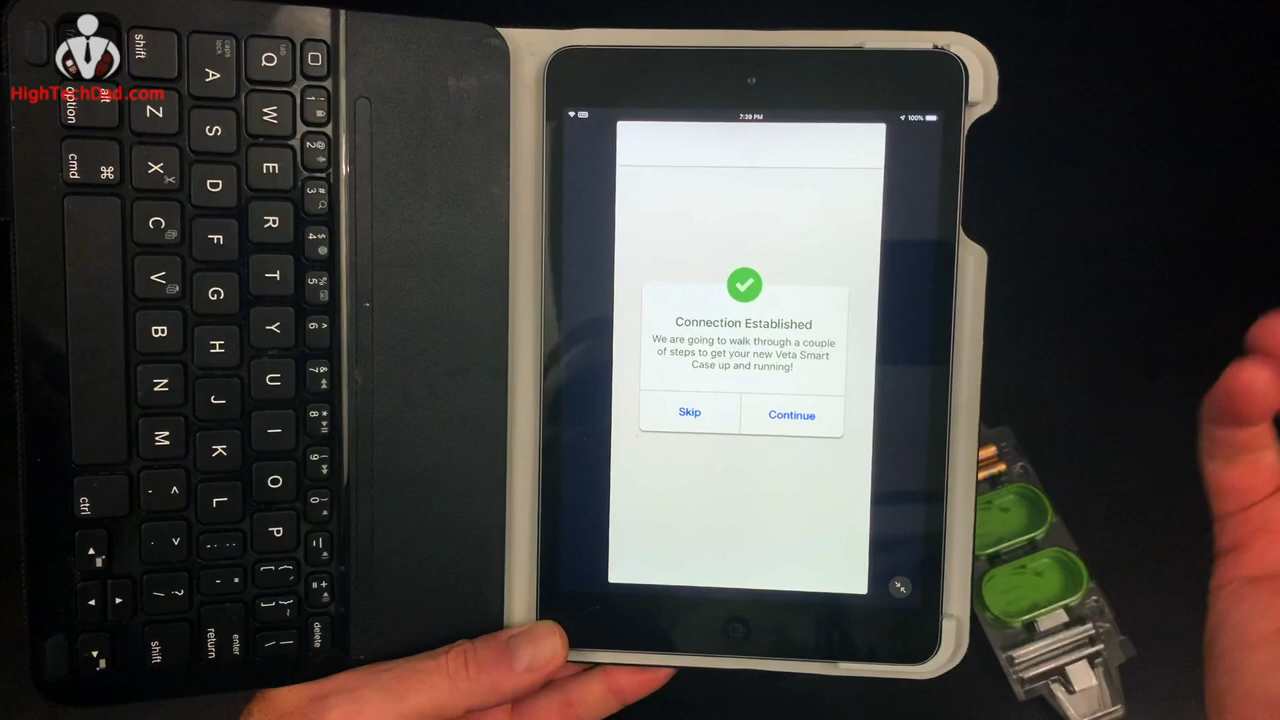 HighTechDad.com
7:39 PM
100%
Connection Established
We are going to walk through a couple
of steps to get your new Veta Smart
Case up and running!
Skip
Continue
shift
caps lock
tab
A
Q
alt
option
Z
S
W
1
!
cmd
⌘
X
D
E
2
@
C
F
R
3
#
V
G
T
4
$
B
H
Y
5
%
N
J
U
6
^
M
K
I
7
&
8
*
ctrl
, <
L
O
9
(
. >
; :
P
0
)
/ ?
' "
[ {
- _
] }
= +
shift
enter
return
\ |
delete